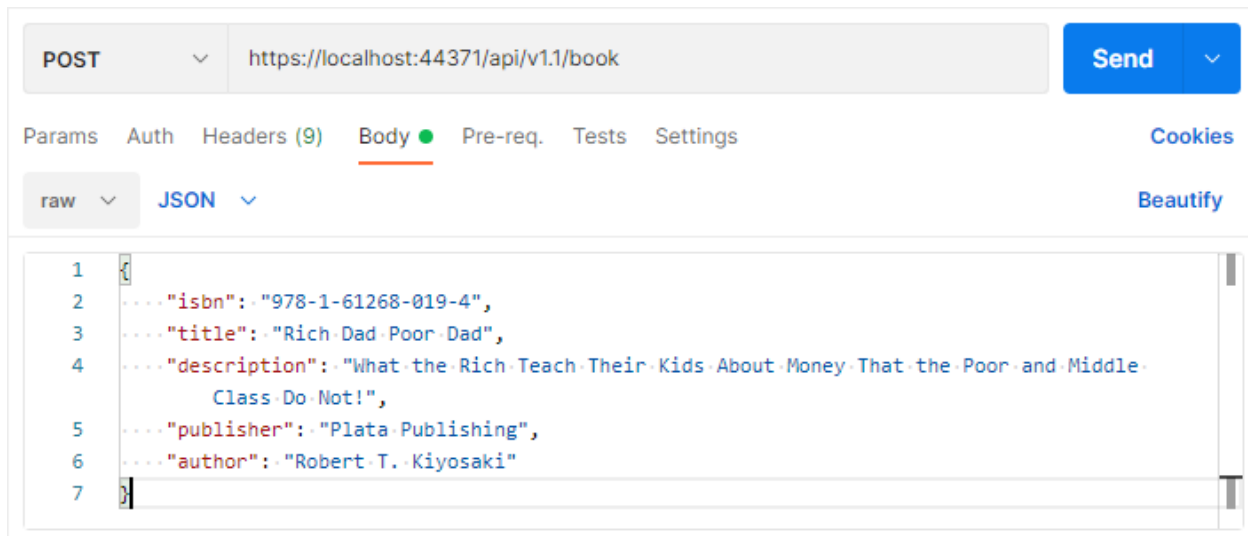 POST https://localhost:44371/api/v1.1/book Send
Params Auth Headers (9) Body Pre-req. Tests Settings Cookies
raw JSON Beautify
1 {
2 "isbn": "978-1-61268-019-4",
3 "title": "Rich Dad Poor Dad",
4 "description": "What the Rich Teach Their Kids About Money That the Poor and Middle
Class Do Not!",
5 "publisher": "Plata Publishing",
6 "author": "Robert T. Kiyosaki"
7 }